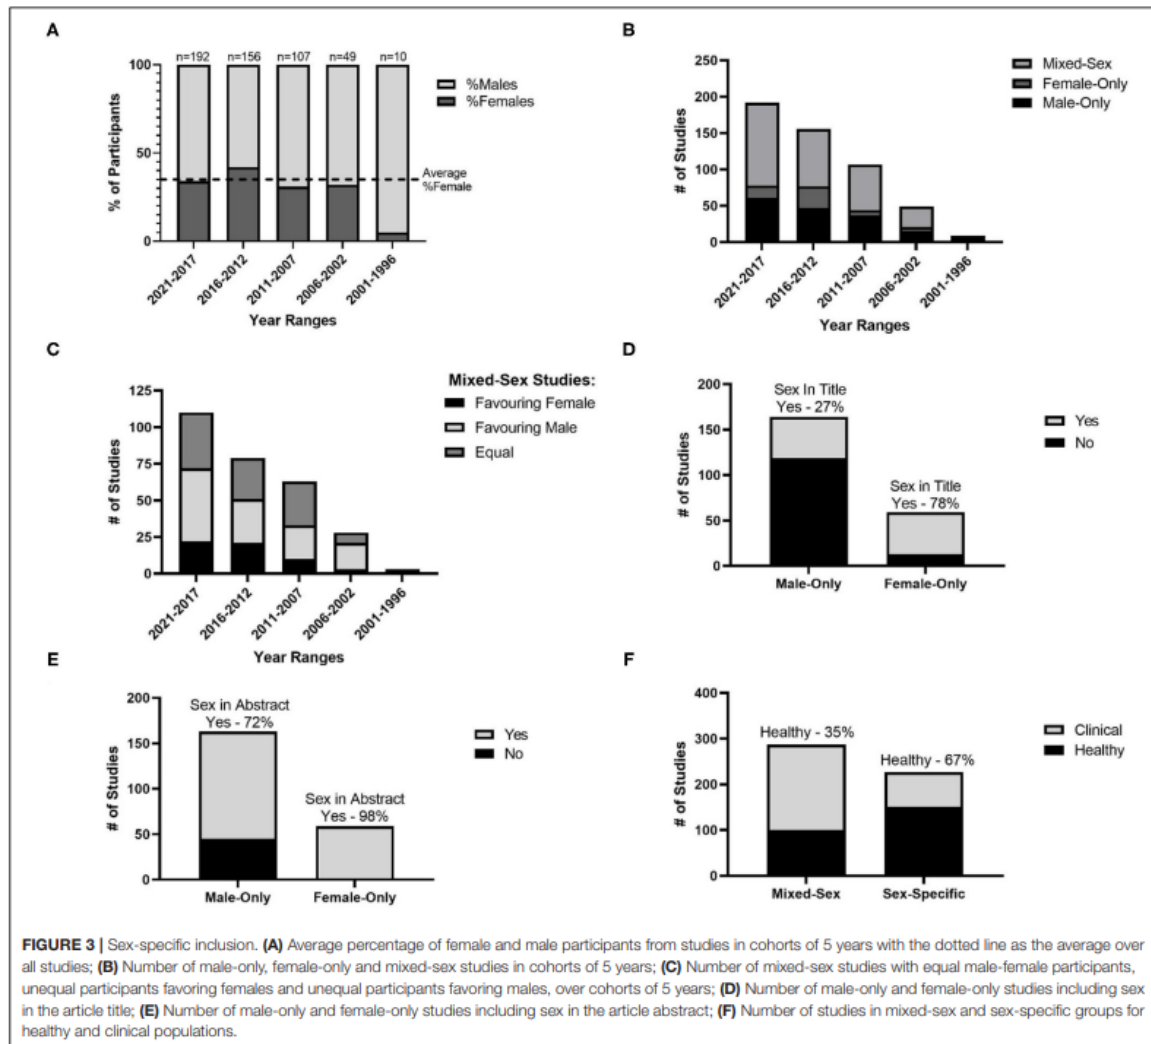 A
n=192 n=156 n=107 n=49 n=10
100
50
0
% of Participants
%Males
%Females
Average
%Female
2021-2017
2016-2012
2011-2007
2006-2002
2001-1996
Year Ranges
B
250
200
150
100
50
0
# of Studies
Mixed-Sex
Female-Only
Male-Only
2021-2017
2016-2012
2011-2007
2006-2002
2001-1996
Year Ranges
C
125
100
75
50
25
0
# of Studies
Mixed-Sex Studies:
Favouring Female
Favouring Male
Equal
2021-2017
2016-2012
2011-2007
2006-2002
2001-1996
Year Ranges
D
200
150
100
50
0
# of Studies
Sex In Title
Yes - 27%
Sex in Title
Yes - 78%
Yes
No
Male-Only
Female-Only
E
200
150
100
50
0
# of Studies
Sex in Abstract
Yes - 72%
Sex in Abstract
Yes - 98%
Yes
No
Male-Only
Female-Only
F
400
300
200
100
0
# of Studies
Healthy - 35%
Healthy - 67%
Clinical
Healthy
Mixed-Sex
Sex-Specific
FIGURE 3 | Sex-specific inclusion. (A) Average percentage of female and male participants from studies in cohorts of 5 years with the dotted line as the average over
all studies; (B) Number of male-only, female-only and mixed-sex studies in cohorts of 5 years; (C) Number of mixed-sex studies with equal male-female participants,
unequal participants favoring females and unequal participants favoring males, over cohorts of 5 years; (D) Number of male-only and female-only studies including sex
in the article title; (E) Number of male-only and female-only studies including sex in the article abstract; (F) Number of studies in mixed-sex and sex-specific groups for
healthy and clinical populations.